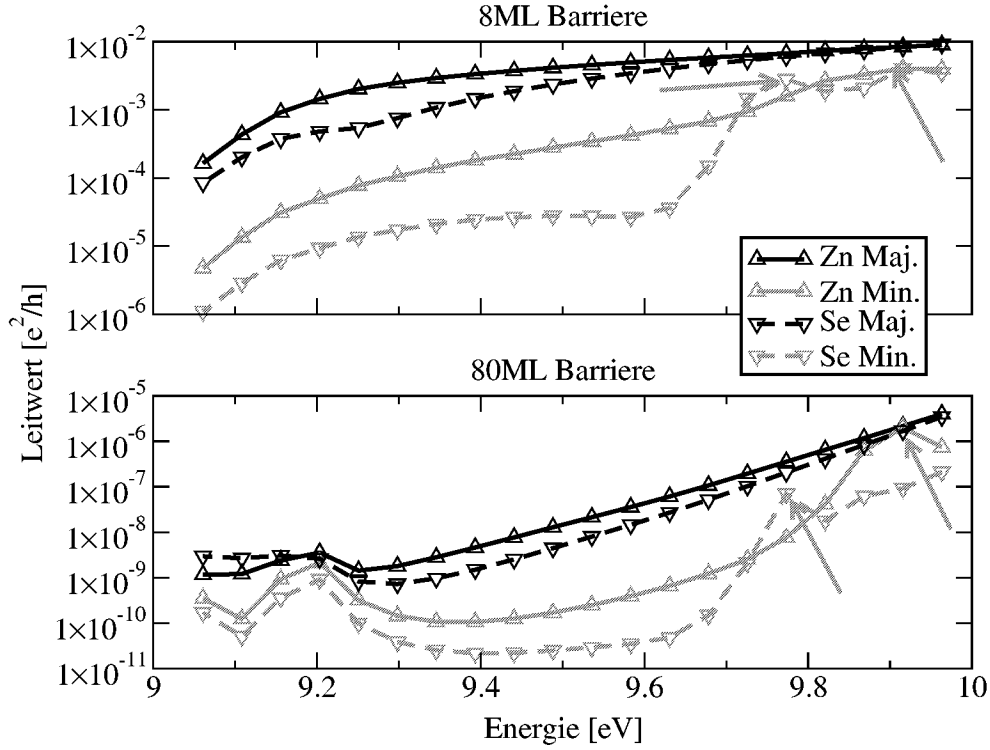 8ML Barriere
1×10⁻²
1×10⁻³
1×10⁻⁴
1×10⁻⁵
1×10⁻⁶
Zn Maj.
Zn Min.
Se Maj.
Se Min.
Leitwert [e²/h]
80ML Barriere
1×10⁻⁵
1×10⁻⁶
1×10⁻⁷
1×10⁻⁸
1×10⁻⁹
1×10⁻¹⁰
1×10⁻¹¹
9 9.2 9.4 9.6 9.8 10
Energie [eV]